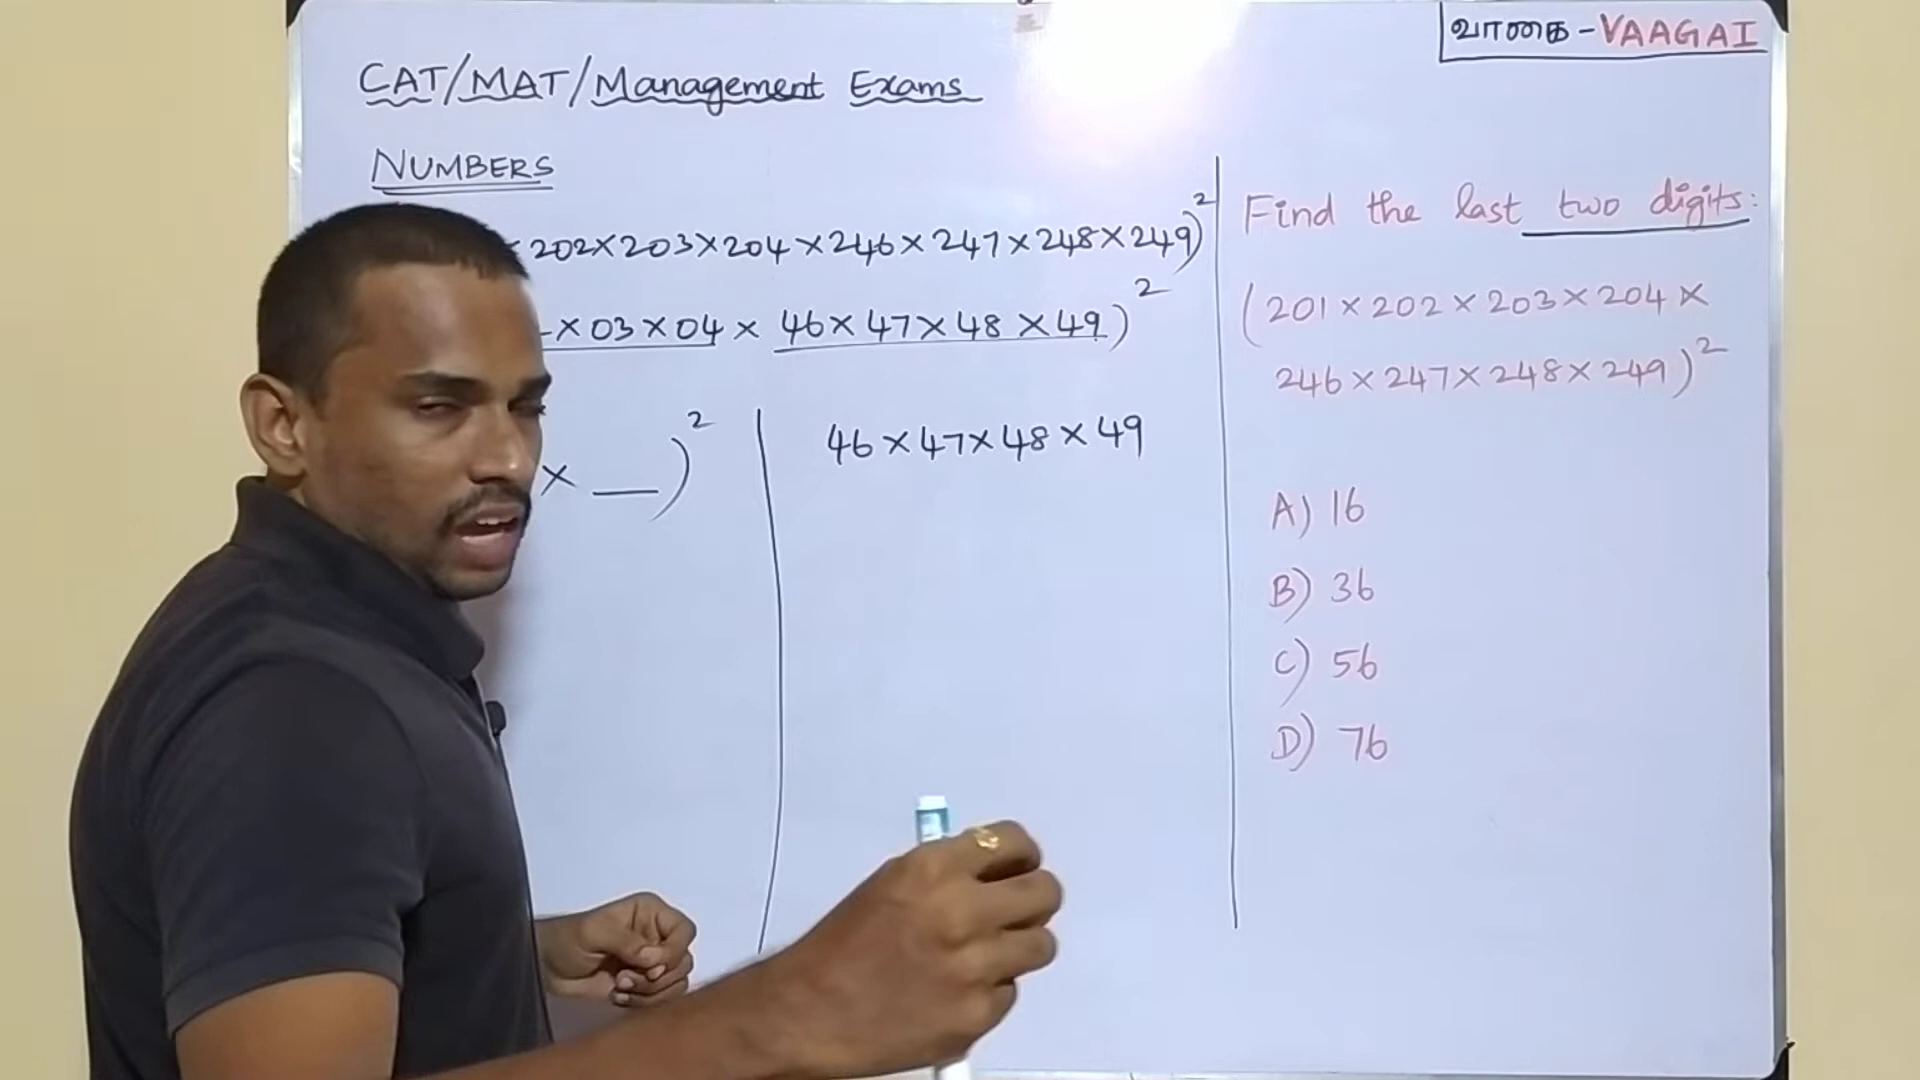 வாகை - VAAGAI
CAT/MAT/Management Exams
NUMBERS
×202×203×204×246×247×248×249)²
×03×04×46×47×48×49)²
× __)²
46×47×48×49
Find the last two digits:
(201×202×203×204×
246×247×248×249)²
A) 16
B) 36
C) 56
D) 76